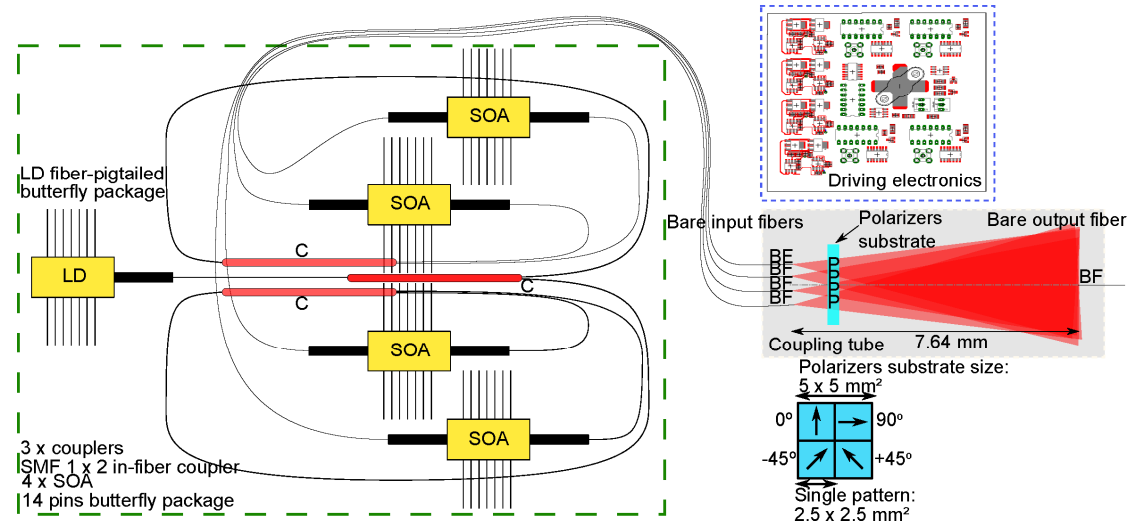 SOA
LD fiber-pigtailed
butterfly package
SOA
C
LD
C
C
SOA
SOA
3 x couplers
SMF 1 x 2 in-fiber coupler
4 x SOA
14 pins butterfly package
Driving electronics
Bare input fibers
Polarizers
substrate
Bare output fiber
BF
BF
BF
BF
P
P
P
P
BF
7.64 mm
Coupling tube
Polarizers substrate size:
5 x 5 mm²
0º
90º
-45º
+45º
Single pattern:
2.5 x 2.5 mm²